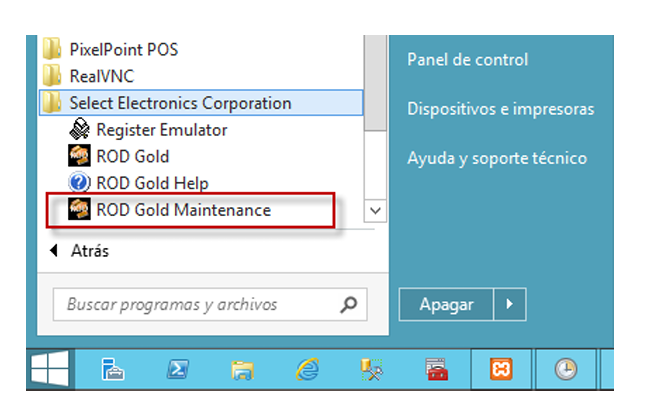 PixelPoint POS
RealVNC
Select Electronics Corporation
Register Emulator
ROD Gold
ROD Gold Help
ROD Gold Maintenance
Atrás
Buscar programas y archivos
Panel de control
Dispositivos e impresoras
Ayuda y soporte técnico
Apagar